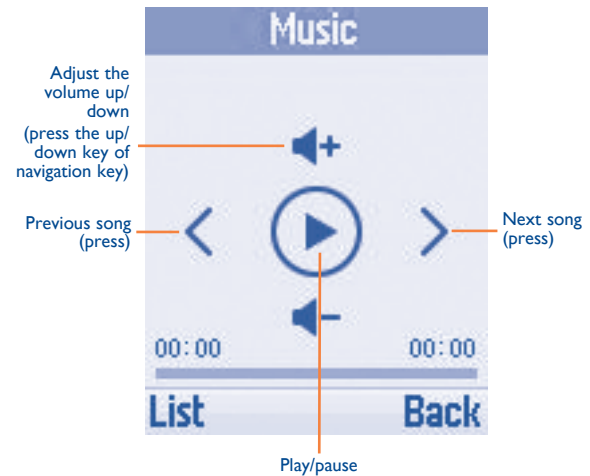 Music
Adjust the
volume up/
down
(press the up/
down key of
navigation key)
Previous song
(press)
Next song
(press)
00:00 00:00
List Back
Play/pause